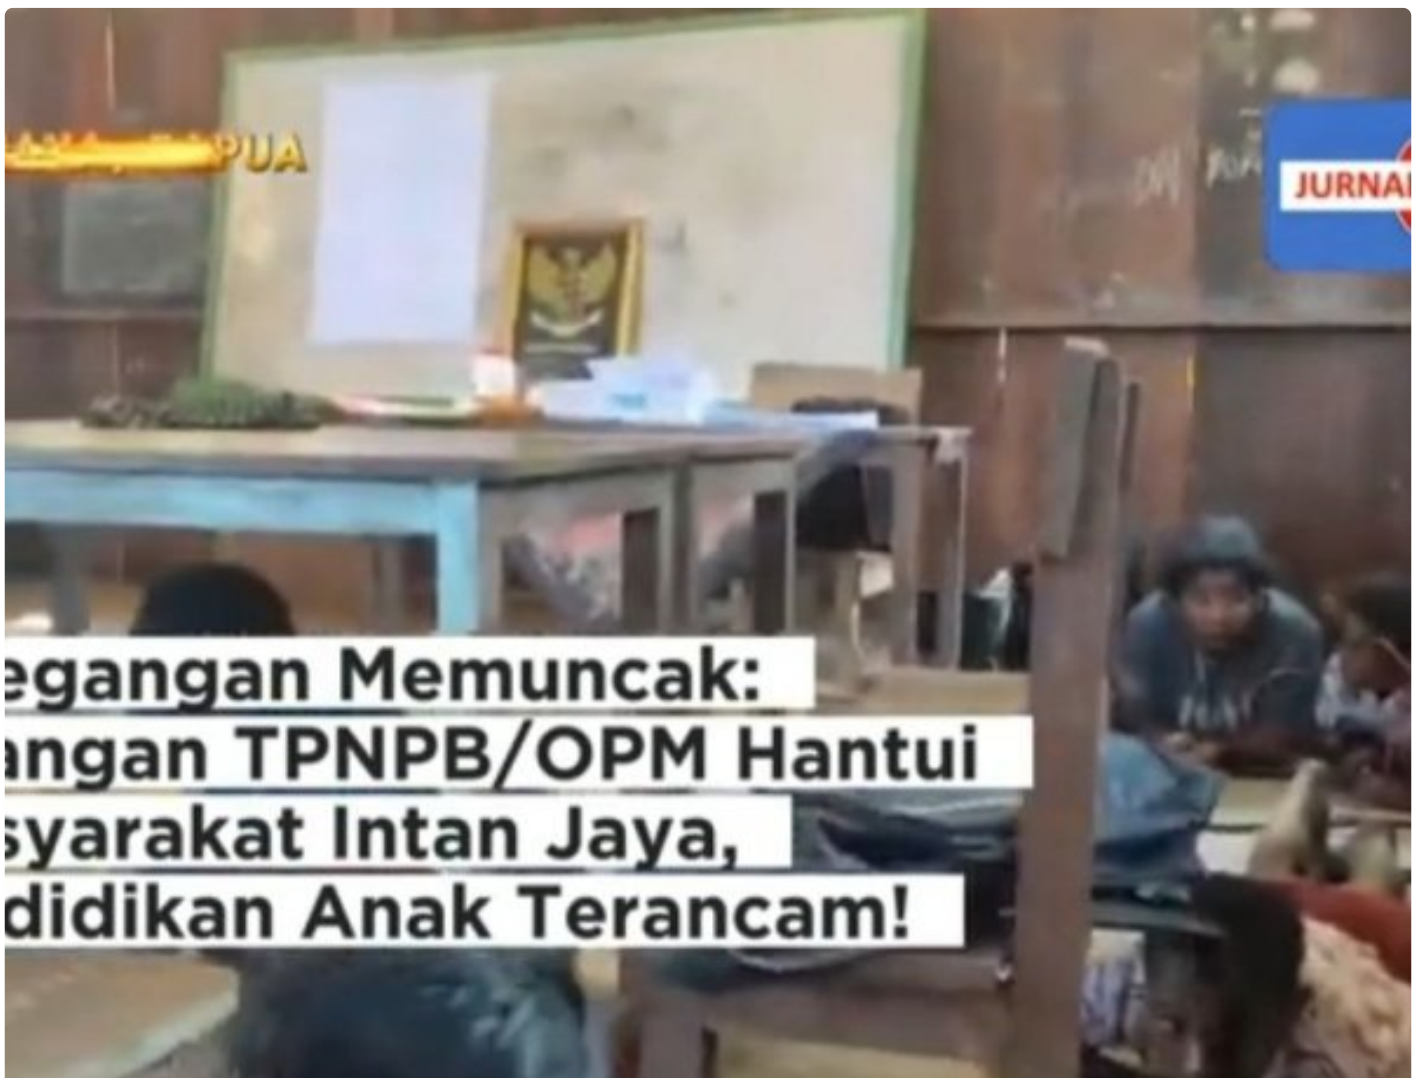 PUA
JURNA
egangan Memuncak:
angan TPNPB/OPM Hantui
syarakat Intan Jaya,
didikan Anak Terancam!